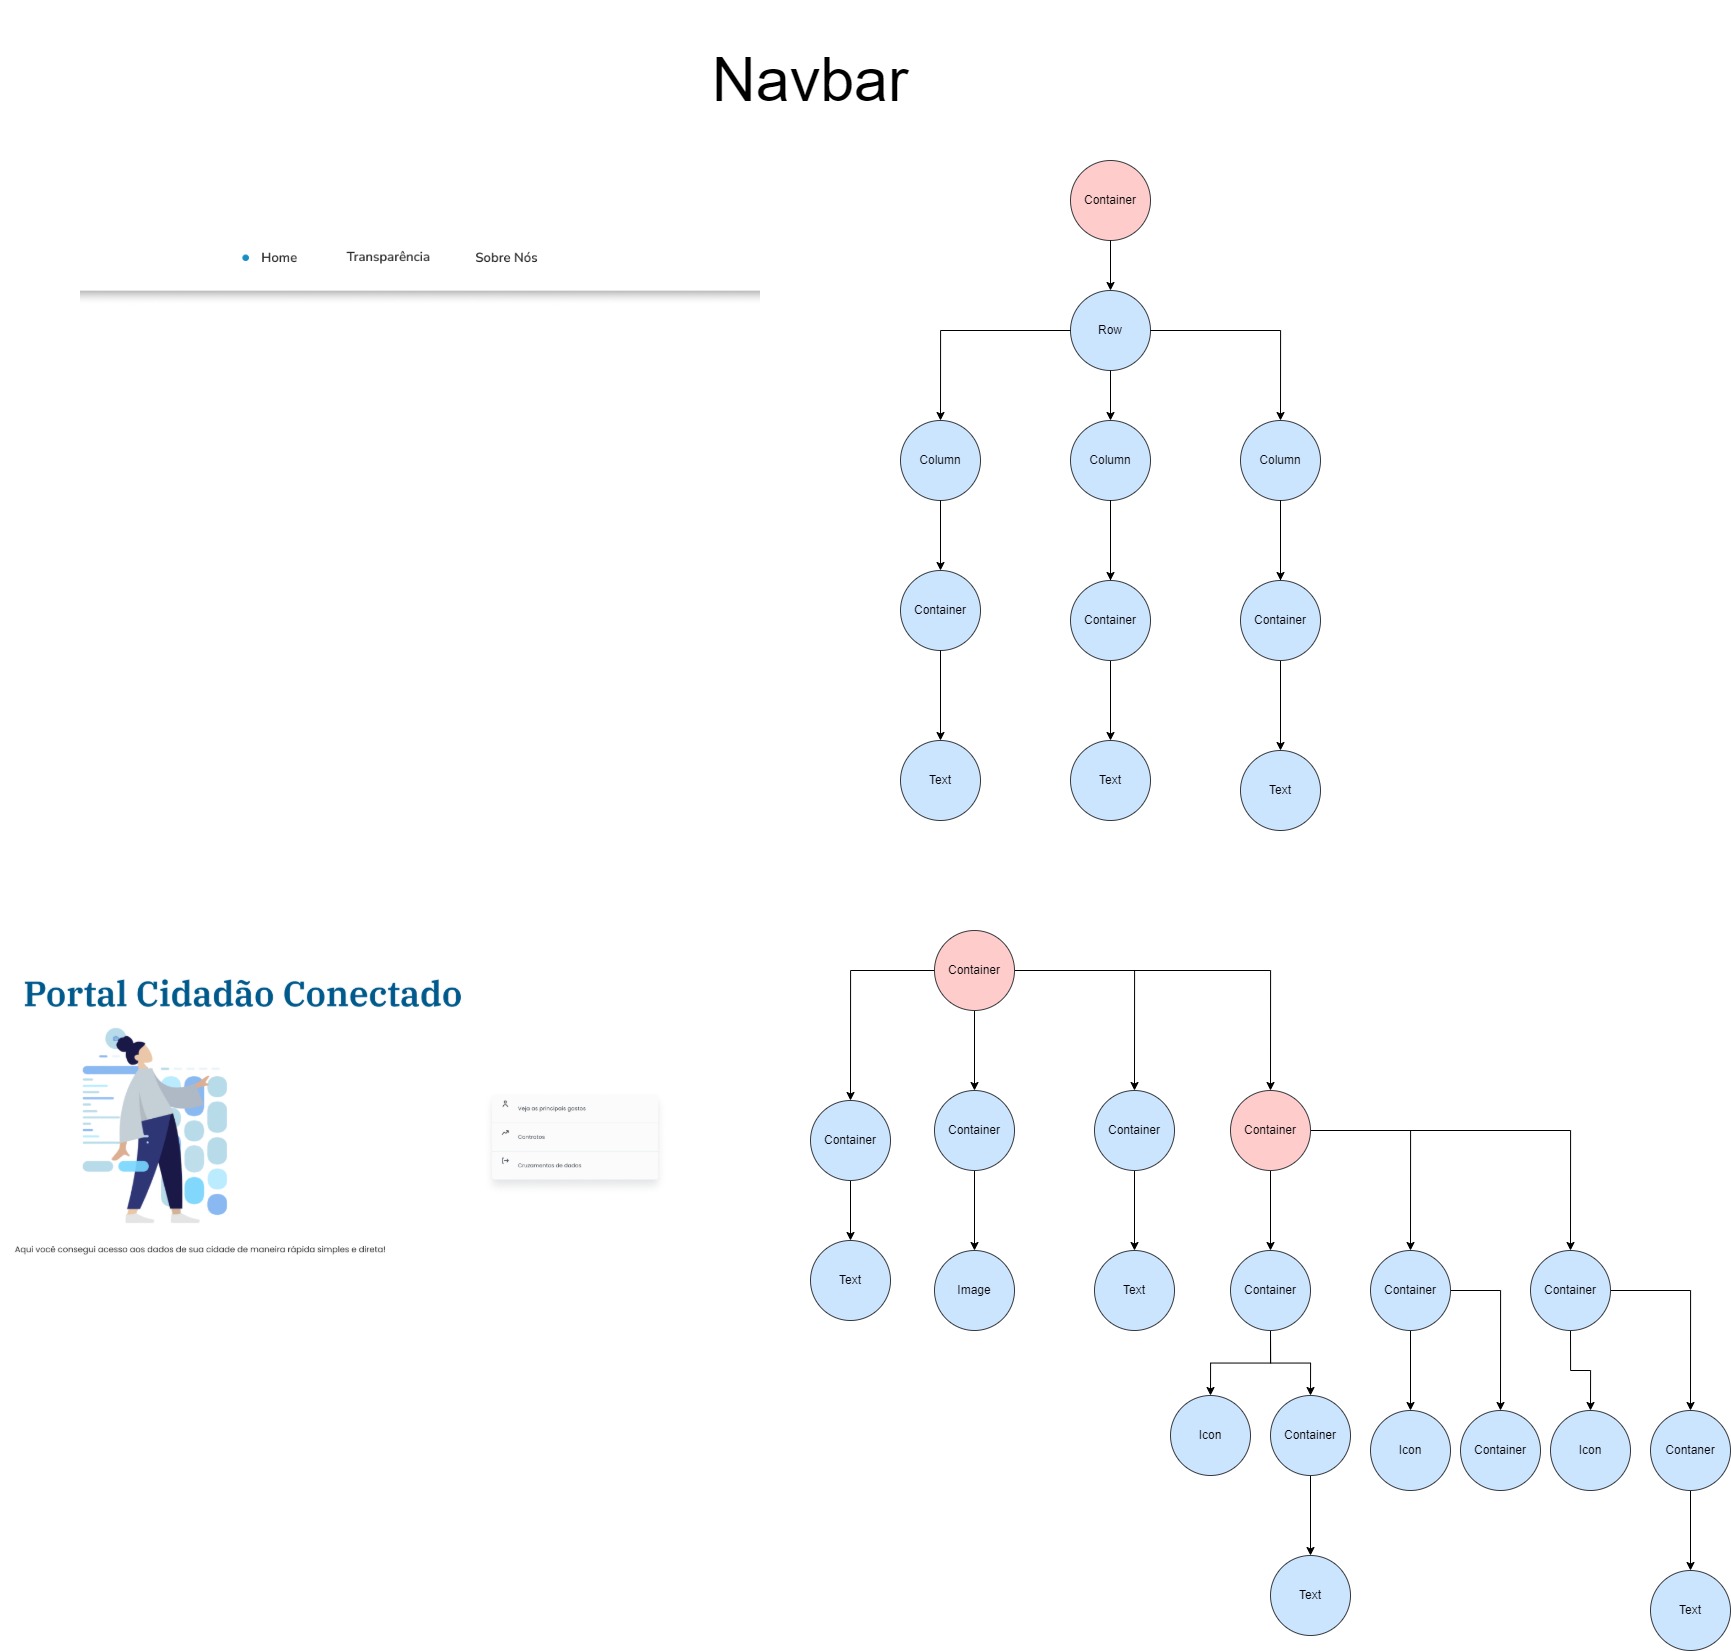 Navbar
Container
Home Transparência Sobre Nós
Row
Column Column Column
Container Container Container
Text Text Text
Container
Portal Cidadão Conectado
Veja as principais gastos
Contratos
Cruzamentos de dados
Aqui você consegui acesso aos dados de sua cidade de maneira rápida simples e direta!
Container Container Container Container
Text Image Text Container Container Container
Icon Container Icon Container Icon Contaner
Text Text